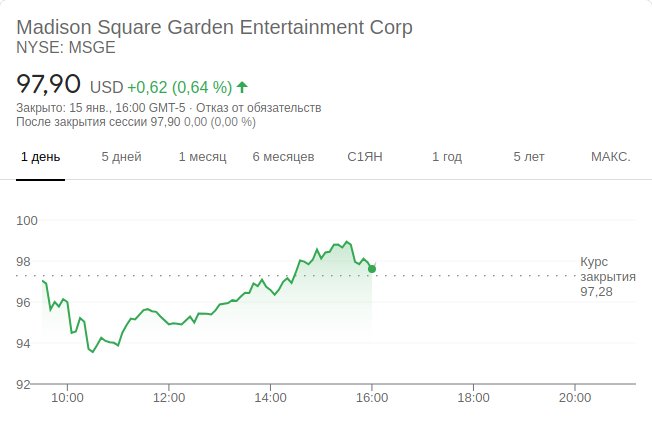 Madison Square Garden Entertainment Corp
NYSE: MSGE
97,90 USD +0,62 (0,64 %)
Закрыто: 15 янв., 16:00 GMT-5 · Отказ от обязательств
После закрытия сессии 97,90 0,00 (0,00 %)
1 день 5 дней 1 месяц 6 месяцев С1ЯН 1 год 5 лет МАКС.
100
98
96
94
92
Курс
закрытия
97,28
10:00 12:00 14:00 16:00 18:00 20:00